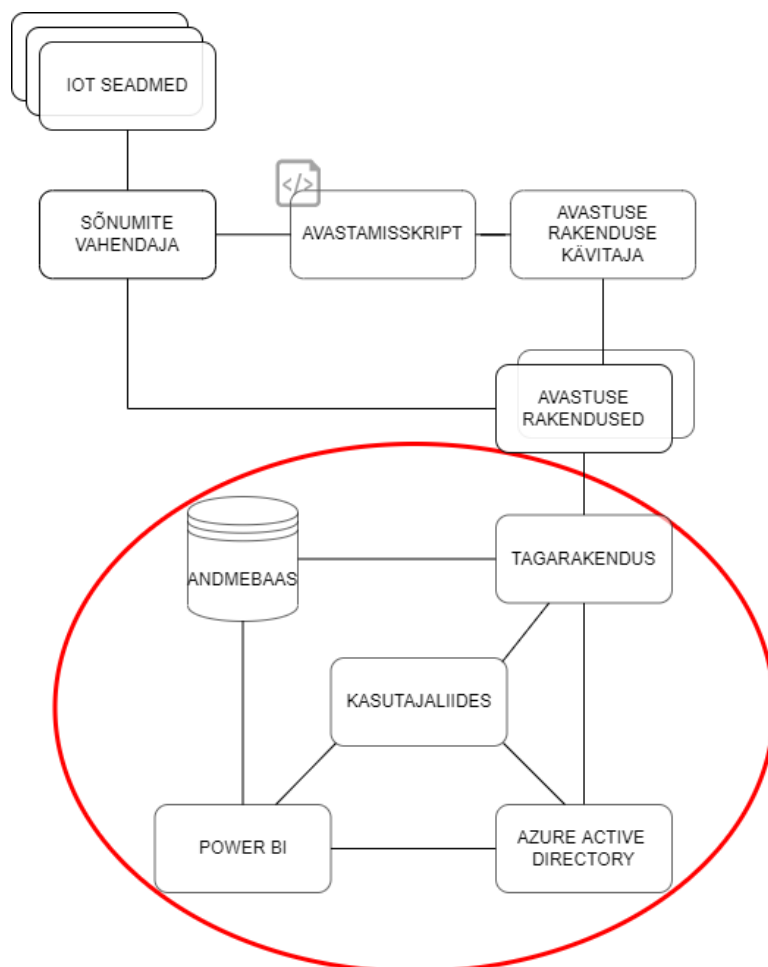 IOT SEADMED
SÕNUMITE
VAHENDAJA
</>
AVASTAMISSKRIPT
AVASTUSE
RAKENDUSE
KÄVITAJA
AVASTUSE
RAKENDUSED
ANDMEBAAS
TAGARAKENDUS
KASUTAJALIIDES
POWER BI
AZURE ACTIVE
DIRECTORY